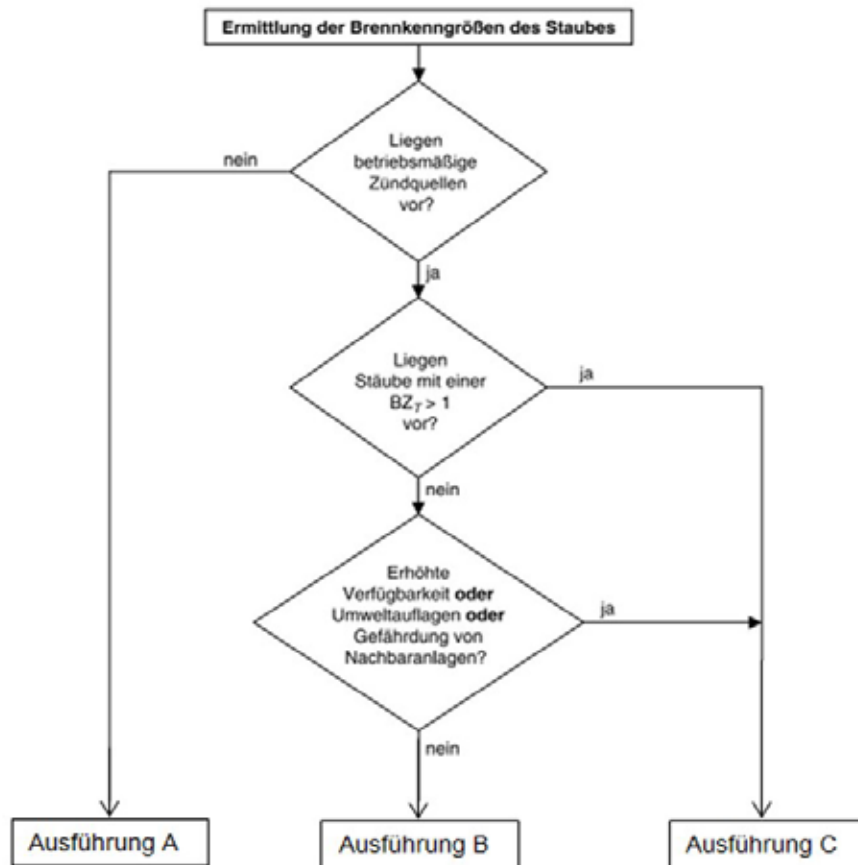 Ermittlung der Brennkenngrößen des Staubes
Liegen
betriebsmäßige
Zündquellen
vor?
nein
ja
Liegen
Stäube mit einer
BZT > 1
vor?
ja
nein
Erhöhte
Verfügbarkeit oder
Umweltauflagen oder
Gefährdung von
Nachbaranlagen?
ja
nein
Ausführung A
Ausführung B
Ausführung C